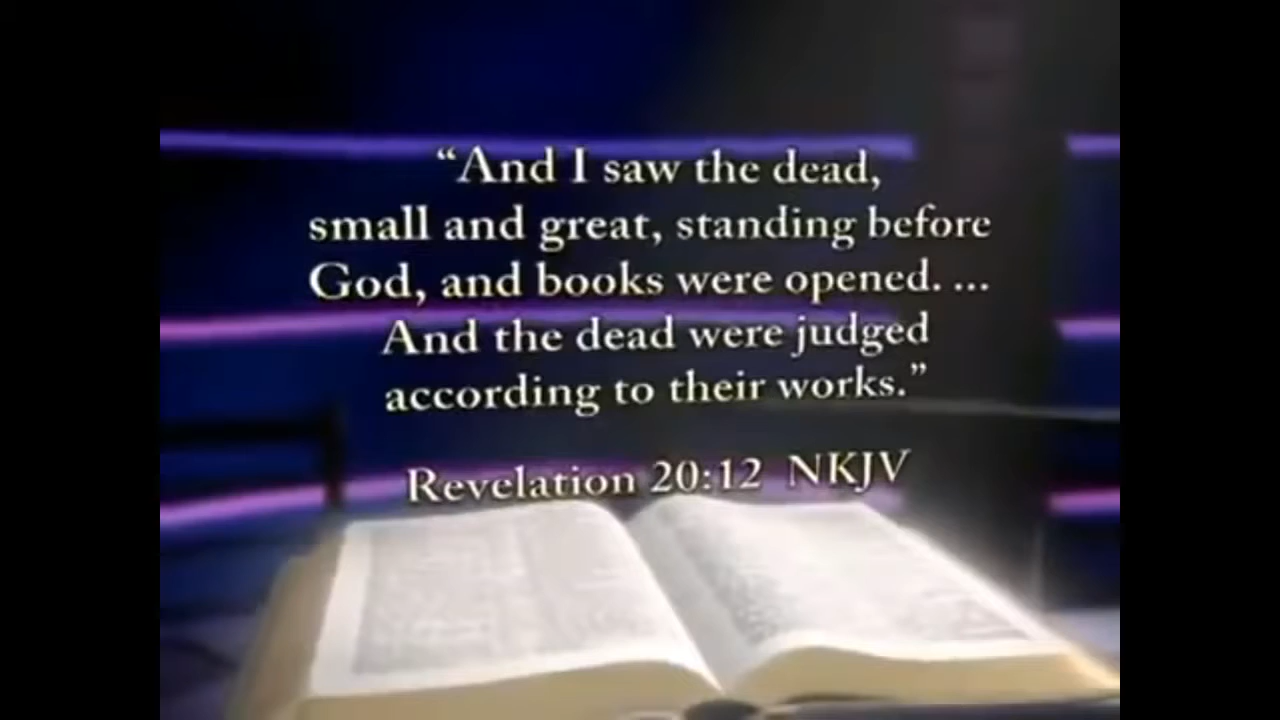 “And I saw the dead,
small and great, standing before
God, and books were opened. ...
And the dead were judged
according to their works.”
Revelation 20:12 NKJV